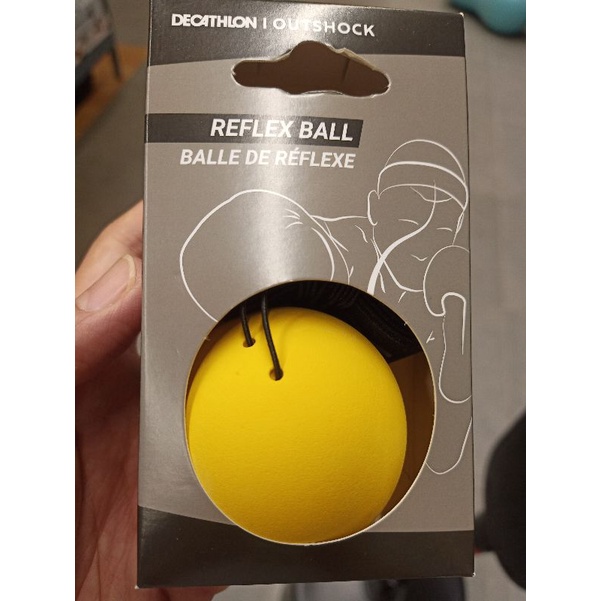 DECATHLON | OUTSHOCK
REFLEX BALL
BALLE DE RÉFLEXE